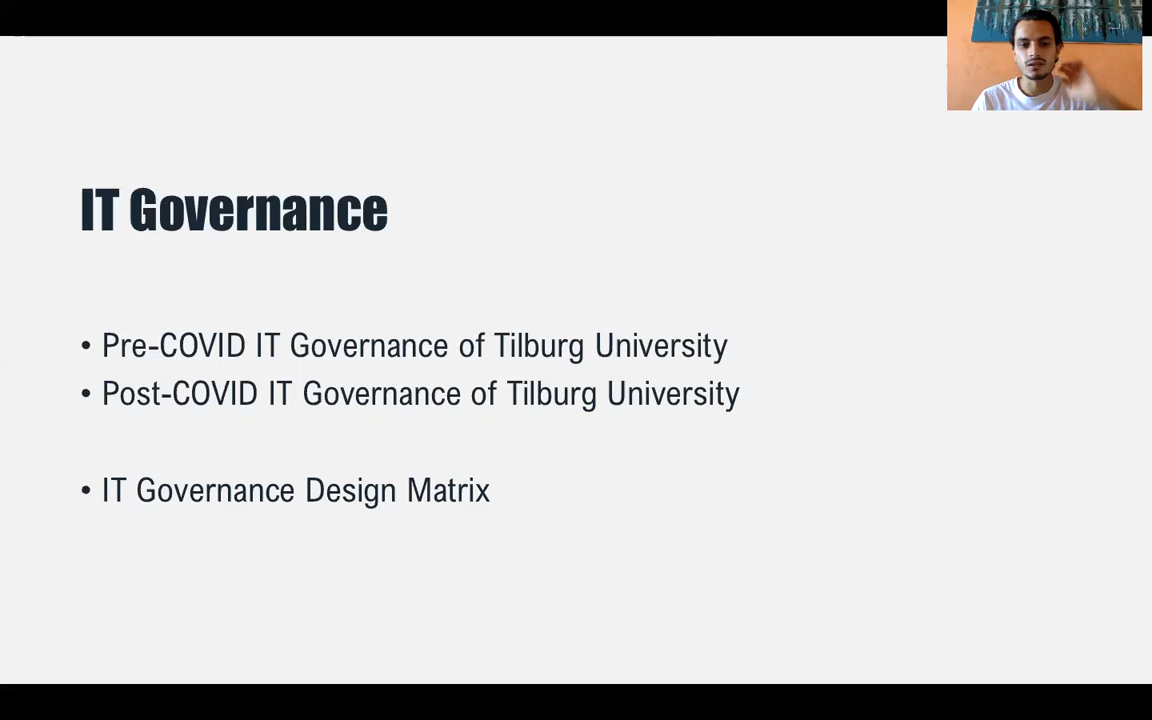 IT Governance
• Pre-COVID IT Governance of Tilburg University
• Post-COVID IT Governance of Tilburg University
• IT Governance Design Matrix